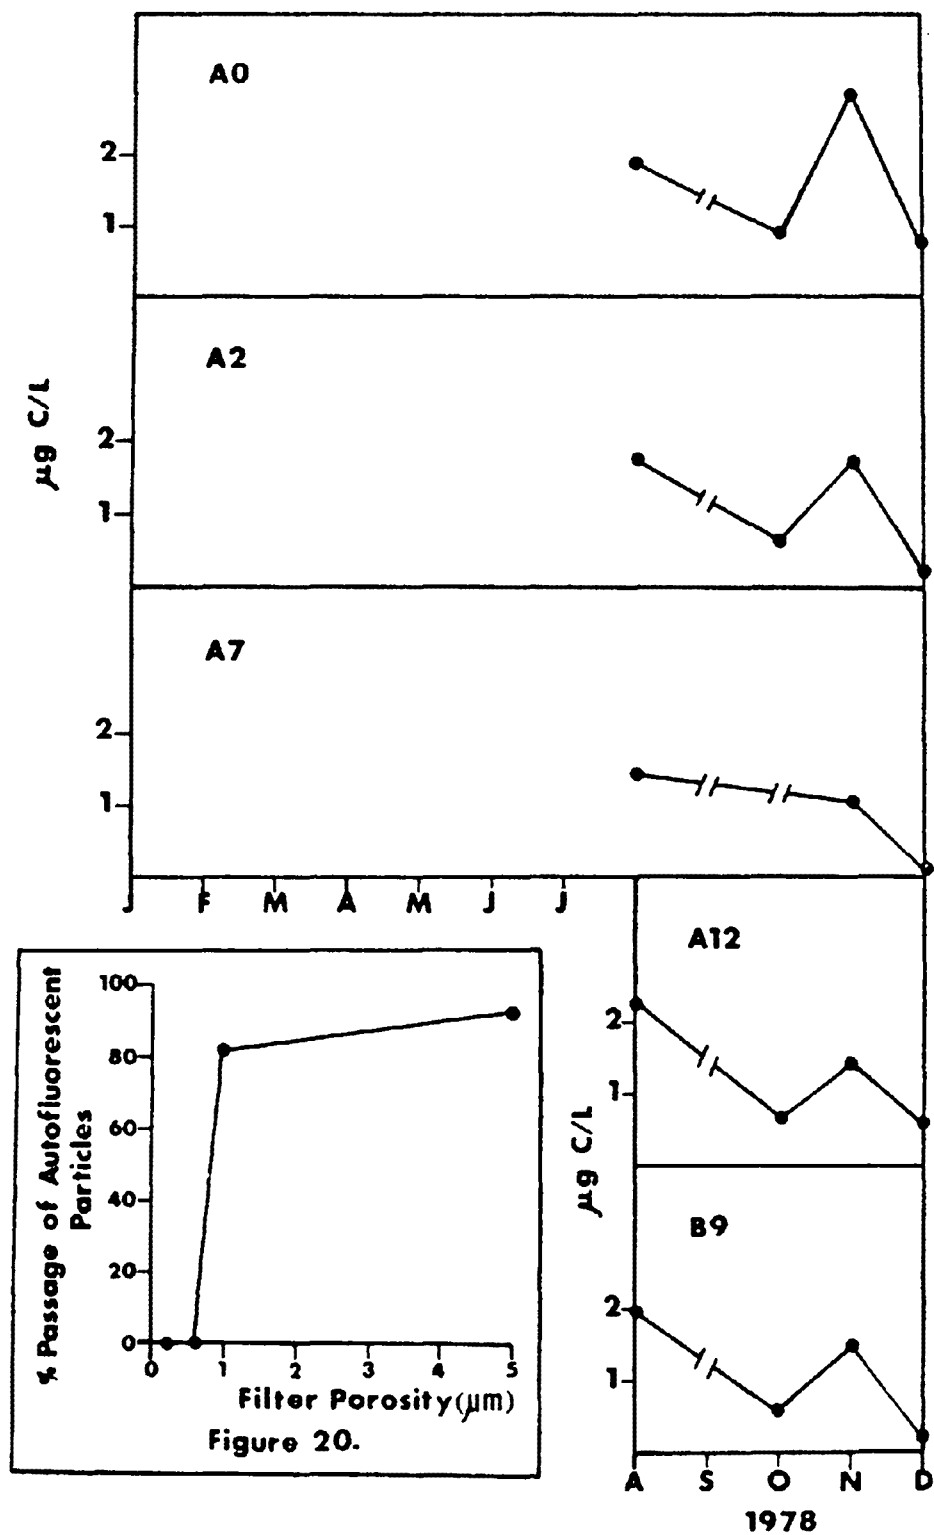 A0
2
1
A2
µg C/L
2
1
A7
2
1
J F M A M J J
A12
2
1
µg C/L
B9
2
1
A S O N D
1978
% Passage of Autofluorescent
Particles
100
80
60
40
20
0
0 1 2 3 4 5
Filter Porosity (µm)
Figure 20.